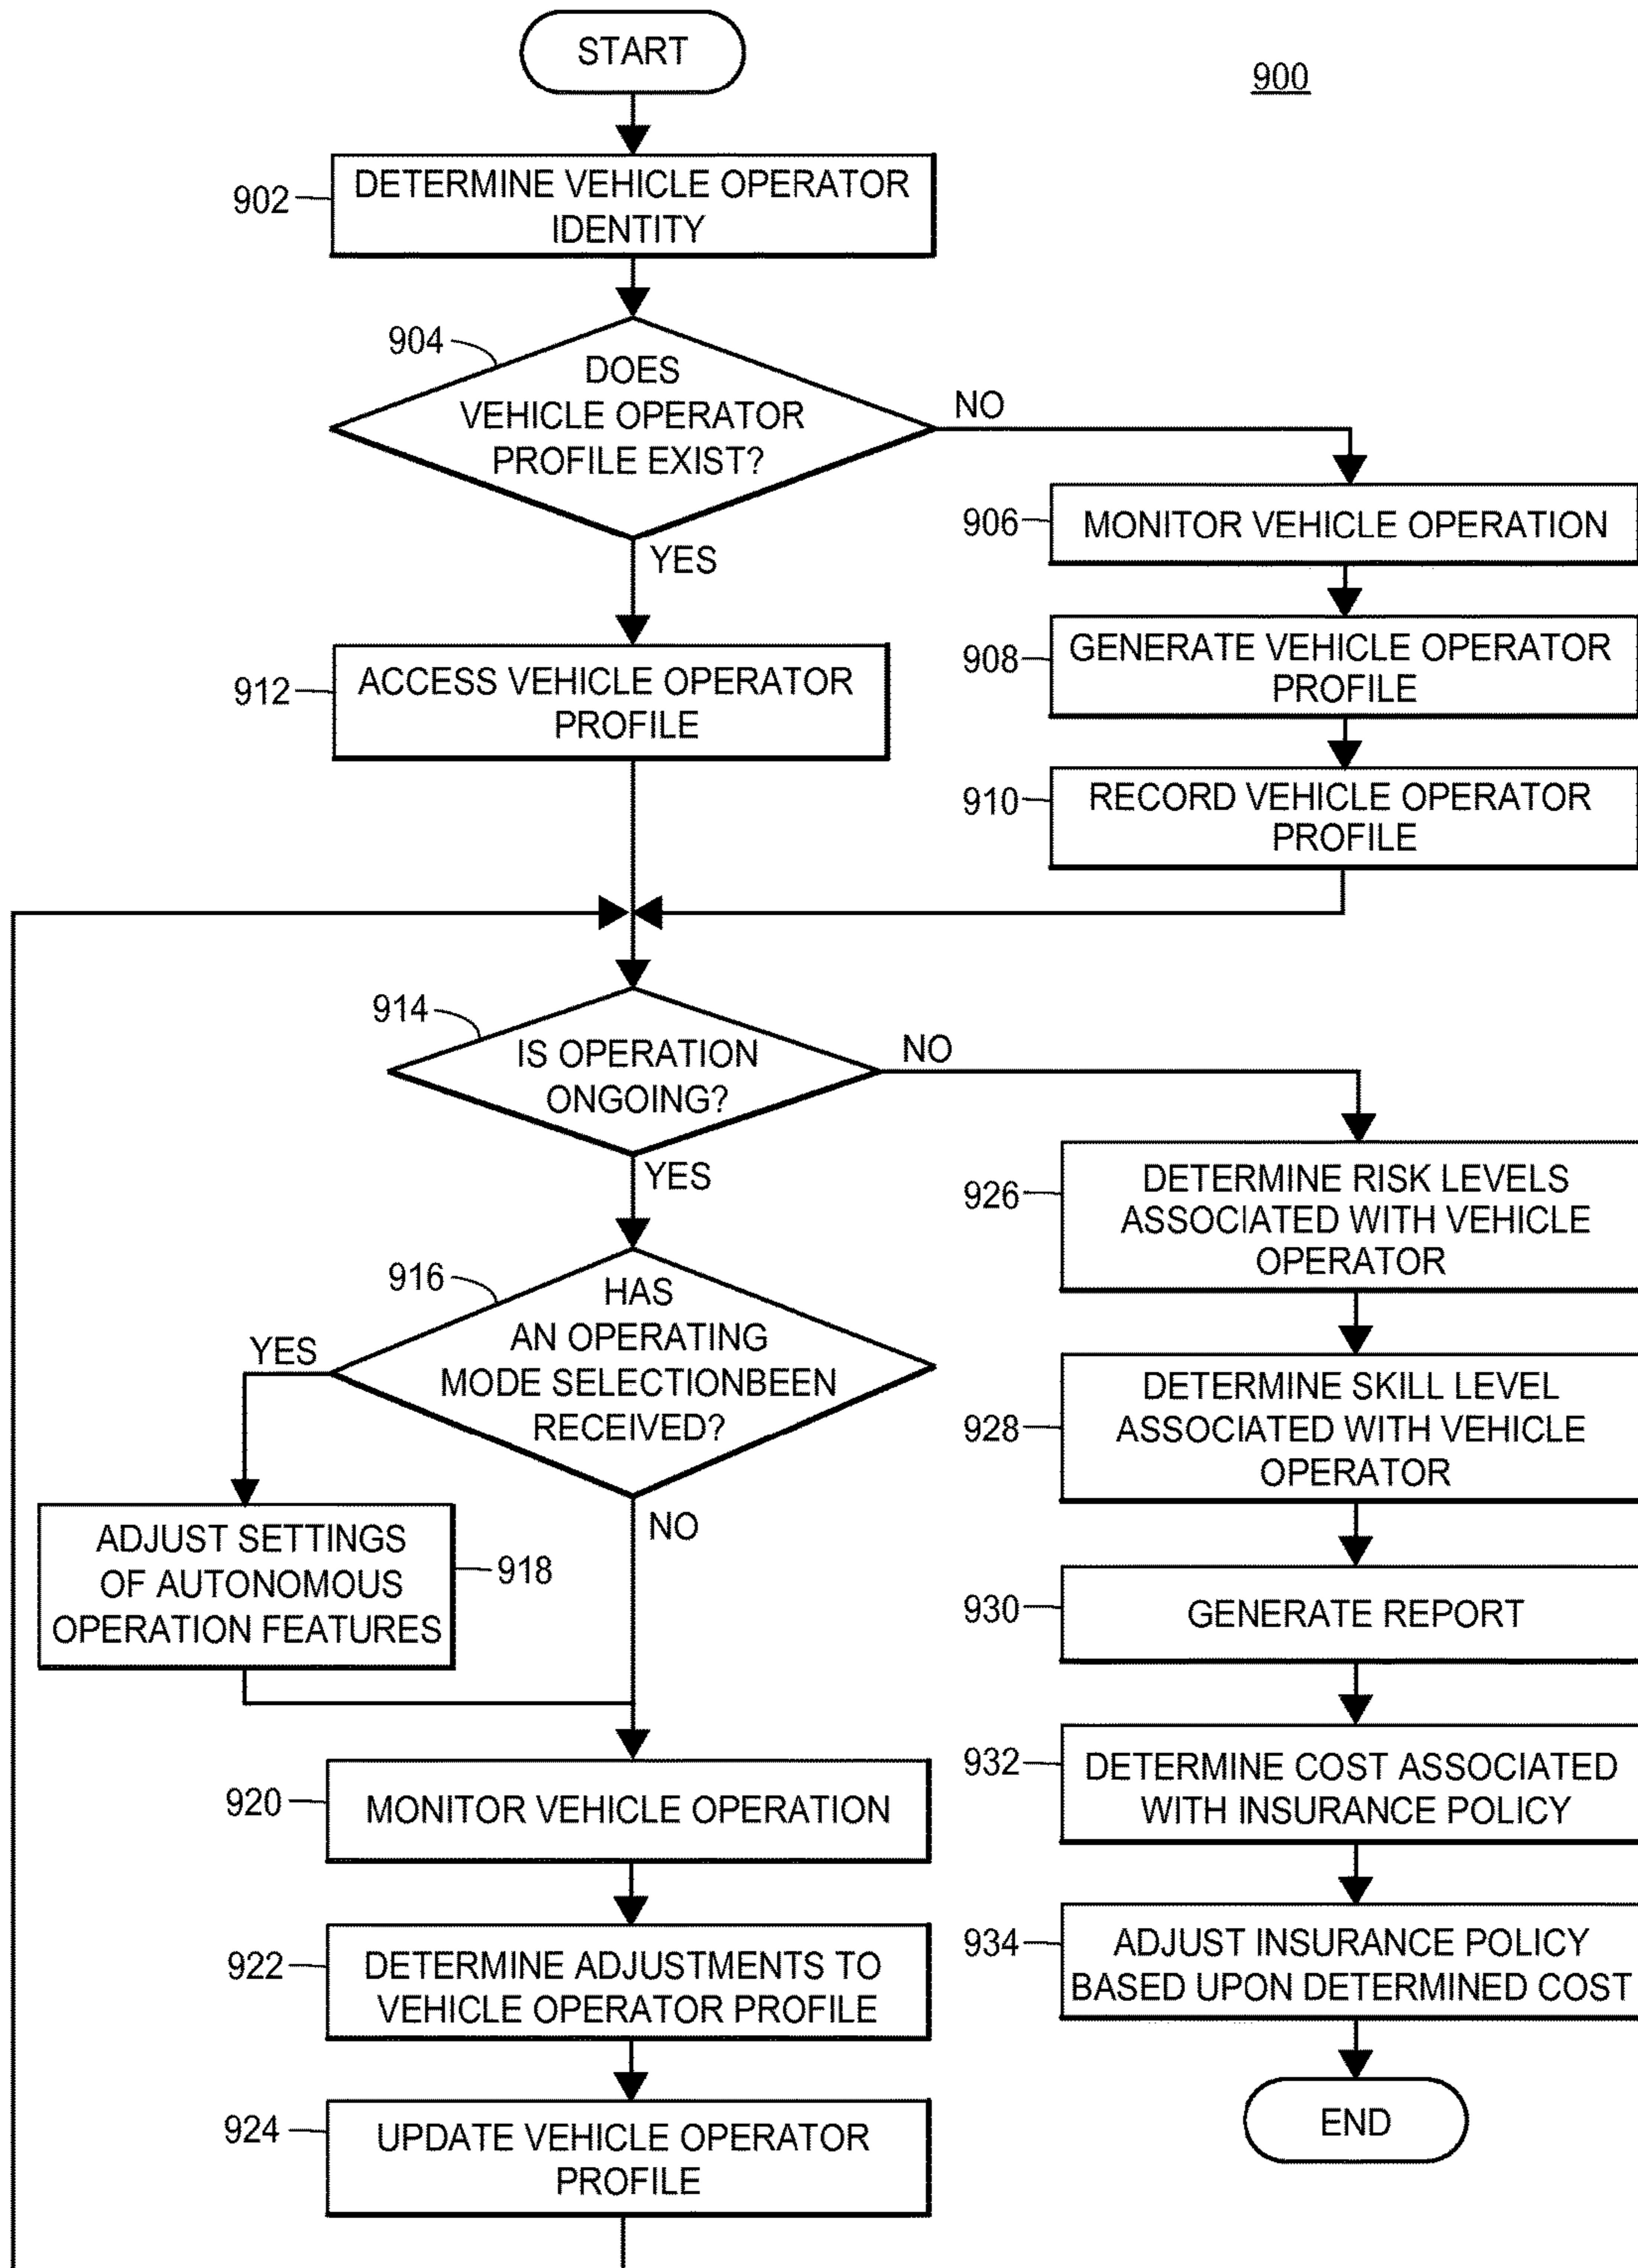 START
900
902
DETERMINE VEHICLE OPERATOR
IDENTITY
904
DOES
VEHICLE OPERATOR
PROFILE EXIST?
NO
YES
906
MONITOR VEHICLE OPERATION
908
GENERATE VEHICLE OPERATOR
PROFILE
910
RECORD VEHICLE OPERATOR
PROFILE
912
ACCESS VEHICLE OPERATOR
PROFILE
914
IS OPERATION
ONGOING?
NO
YES
916
HAS
AN OPERATING
MODE SELECTIONBEEN
RECEIVED?
YES
NO
ADJUST SETTINGS
OF AUTONOMOUS
OPERATION FEATURES
918
920
MONITOR VEHICLE OPERATION
922
DETERMINE ADJUSTMENTS TO
VEHICLE OPERATOR PROFILE
924
UPDATE VEHICLE OPERATOR
PROFILE
926
DETERMINE RISK LEVELS
ASSOCIATED WITH VEHICLE
OPERATOR
928
DETERMINE SKILL LEVEL
ASSOCIATED WITH VEHICLE
OPERATOR
930
GENERATE REPORT
932
DETERMINE COST ASSOCIATED
WITH INSURANCE POLICY
934
ADJUST INSURANCE POLICY
BASED UPON DETERMINED COST
END